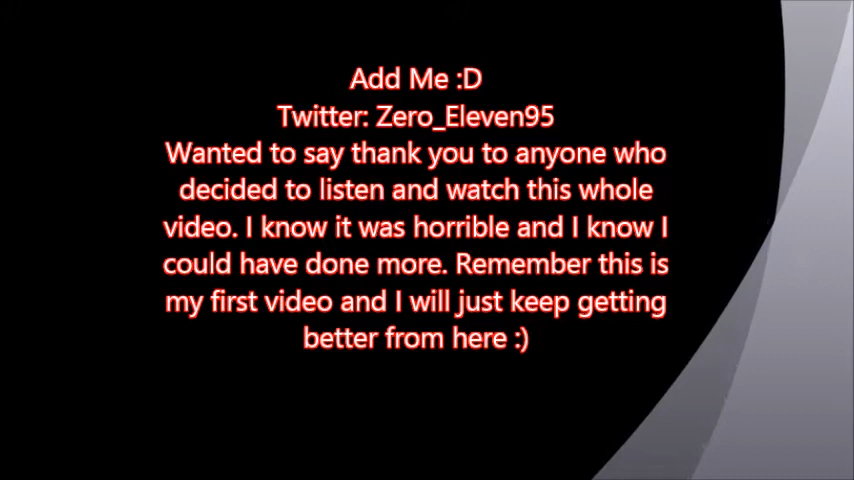 Add Me :D
Twitter: Zero_Eleven95
Wanted to say thank you to anyone who
decided to listen and watch this whole
video. I know it was horrible and I know I
could have done more. Remember this is
my first video and I will just keep getting
better from here :)